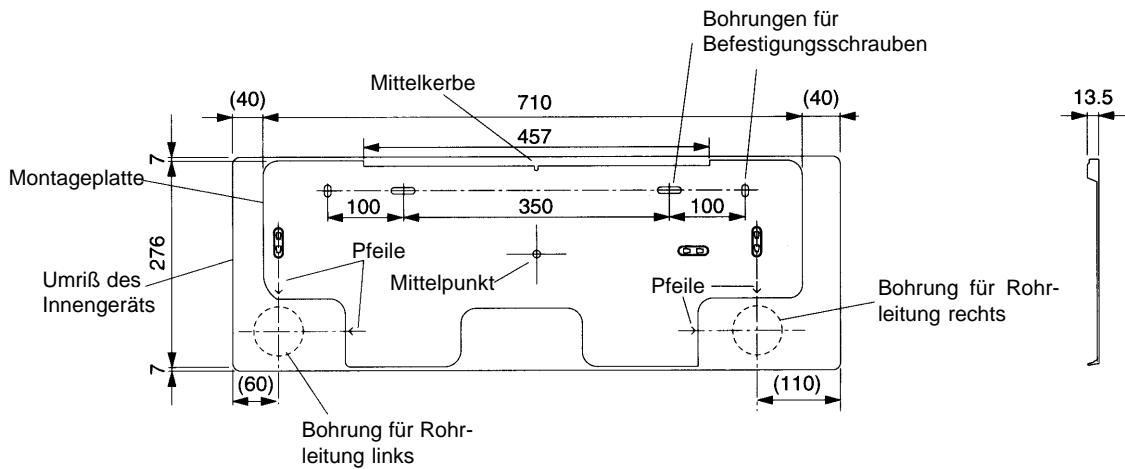 Bohrungen für
Befestigungsschrauben
Mittelkerbe
(40)
710
(40)
13.5
457
7
Montageplatte
100
350
100
276
Pfeile
Mittelpunkt
Pfeile
Umriß des
Innengeräts
Bohrung für Rohr-
leitung rechts
7
(60)
(110)
Bohrung für Rohr-
leitung links